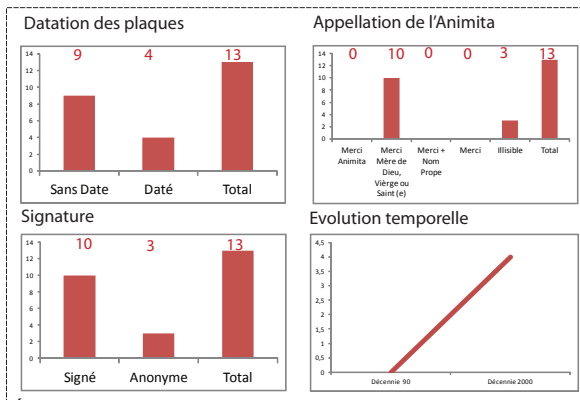 Datation des plaques
9 4 13
14
12
10
8
6
4
2
0
Sans Date Daté Total
Appellation de l'Animita
0 10 0 0 3 13
14
12
10
8
6
4
2
0
Merci Animita
Merci Mère de Dieu, Vièrge ou Saint (e)
Merci + Nom Prope
Merci
Illisible
Total
Signature
10 3 13
14
12
10
8
6
4
2
0
Signé Anonyme Total
Evolution temporelle
4,5
4
3,5
3
2,5
2
1,5
1
0,5
0
Décennie 90 Décennie 2000